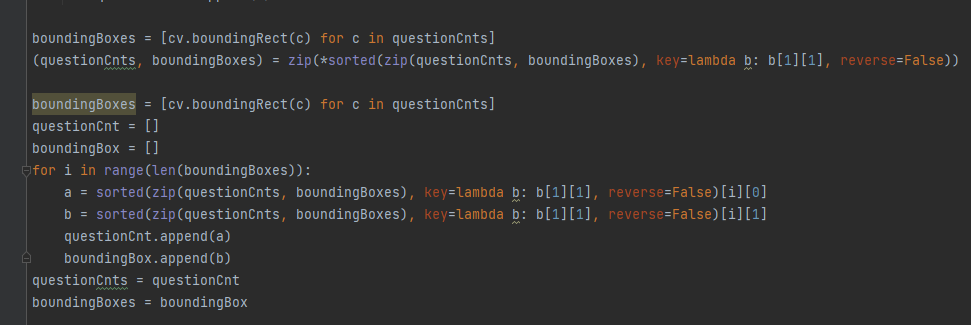 boundingBoxes = [cv.boundingRect(c) for c in questionCnts]
(questionCnts, boundingBoxes) = zip(*sorted(zip(questionCnts, boundingBoxes), key=lambda b: b[1][1], reverse=False))
boundingBoxes = [cv.boundingRect(c) for c in questionCnts]
questionCnt = []
boundingBox = []
for i in range(len(boundingBoxes)):
    a = sorted(zip(questionCnts, boundingBoxes), key=lambda b: b[1][1], reverse=False)[i][0]
    b = sorted(zip(questionCnts, boundingBoxes), key=lambda b: b[1][1], reverse=False)[i][1]
    questionCnt.append(a)
    boundingBox.append(b)
questionCnts = questionCnt
boundingBoxes = boundingBox